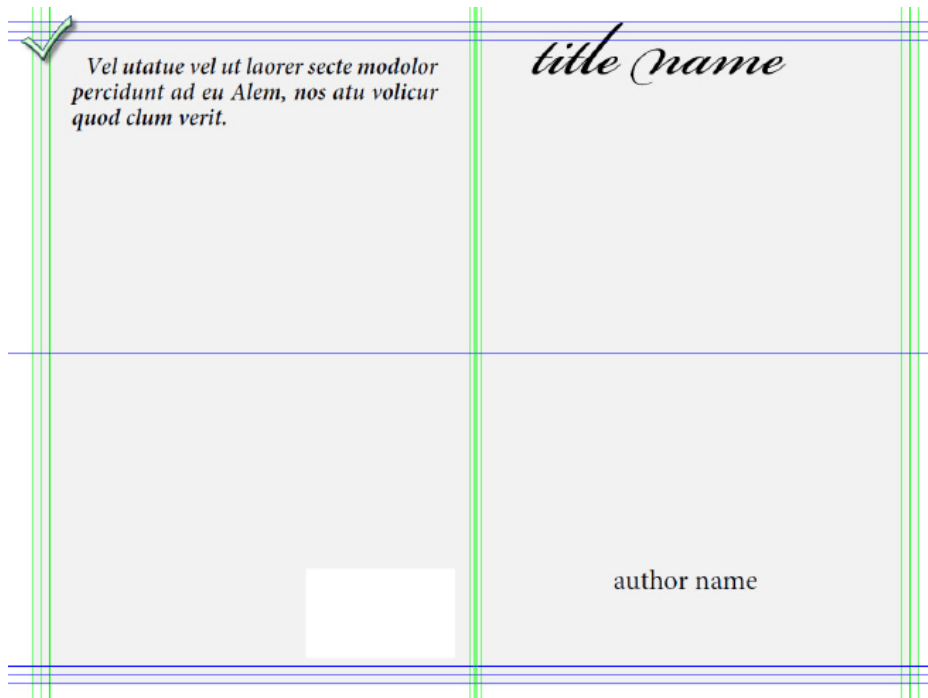 Vel utatue vel ut laorer secte modolor
percidunt ad eu Alem, nos atu volicur
quod clum verit.
title name
author name